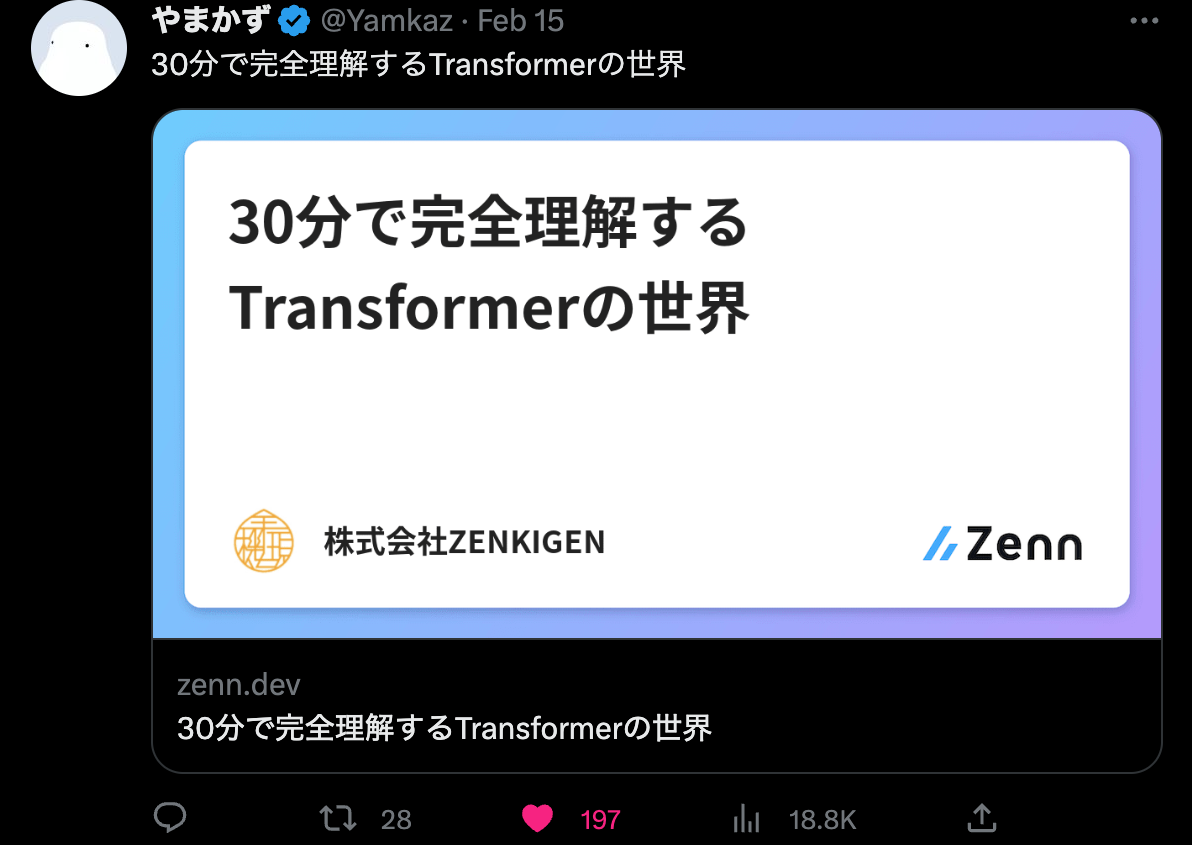 やまかず @Yamkaz · Feb 15
30分で完全理解するTransformerの世界
30分で完全理解する
Transformerの世界
株式会社ZENKIGEN
Zenn
zenn.dev
30分で完全理解するTransformerの世界
28 197 18.8K